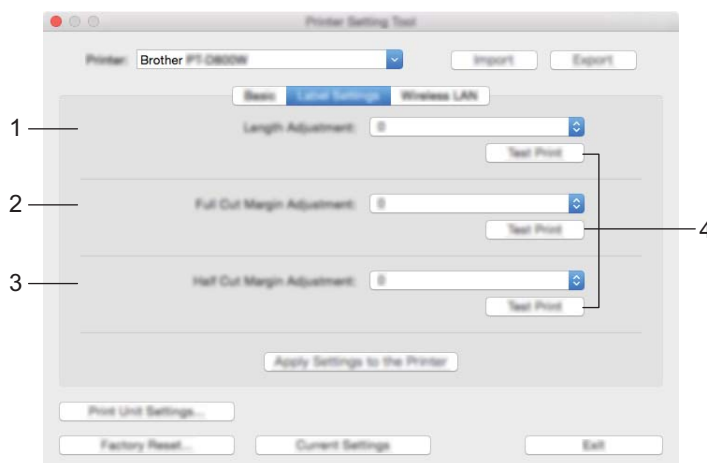 Printer Setting Tool
Printer: Brother PT-D800W Import Export
Basic Label Settings Wireless LAN
1 Length Adjustment: 0
Test Print
2 Full Cut Margin Adjustment: 0
Test Print 4
3 Half Cut Margin Adjustment: 0
Test Print
Apply Settings to the Printer
Print Unit Settings...
Factory Reset... Current Settings Exit